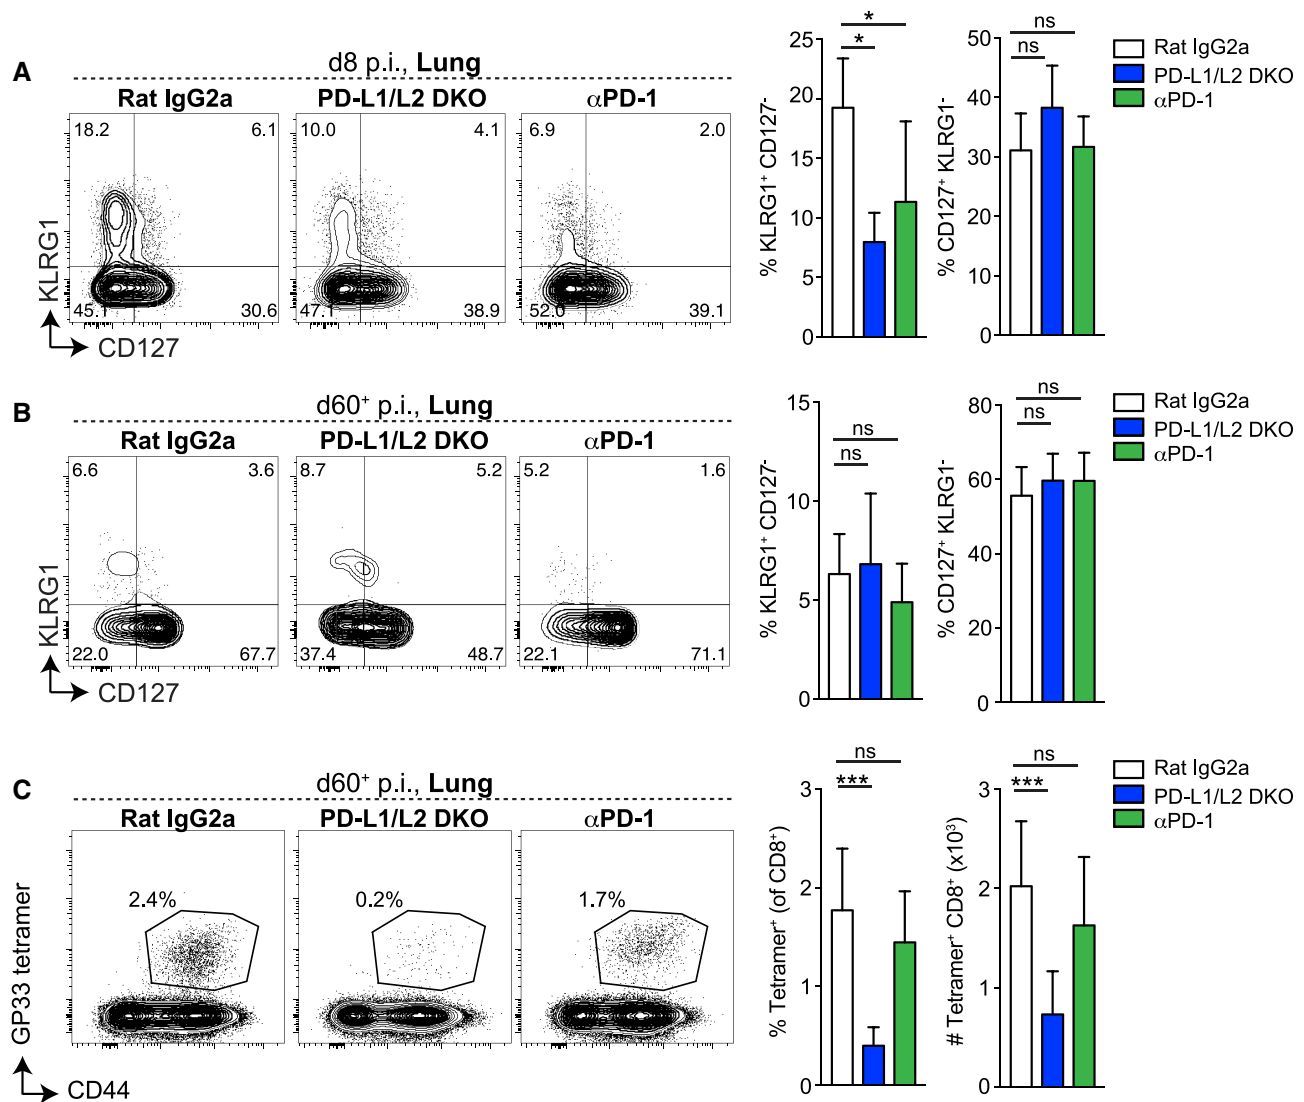 A
d8 p.i., Lung
Rat IgG2a
PD-L1/L2 DKO
αPD-1
18.2
6.1
45.1
30.6
10.0
4.1
47.1
38.9
6.9
2.0
52.0
39.1
KLRG1
CD127
% KLRG1⁺ CD127⁻
25
20
15
10
5
0
*
*
% CD127⁺ KLRG1⁻
50
40
30
20
10
0
ns
ns
Rat IgG2a
PD-L1/L2 DKO
αPD-1
B
d60⁺ p.i., Lung
Rat IgG2a
PD-L1/L2 DKO
αPD-1
6.6
3.6
22.0
67.7
8.7
5.2
37.4
48.7
5.2
1.6
22.1
71.1
KLRG1
CD127
% KLRG1⁺ CD127⁻
15
10
5
0
ns
ns
% CD127⁺ KLRG1⁻
80
60
40
20
0
ns
ns
Rat IgG2a
PD-L1/L2 DKO
αPD-1
C
d60⁺ p.i., Lung
Rat IgG2a
PD-L1/L2 DKO
αPD-1
2.4%
0.2%
1.7%
GP33 tetramer
CD44
% Tetramer⁺ (of CD8⁺)
3
2
1
0
ns
***
# Tetramer⁺ CD8⁺ (x10³)
3
2
1
0
ns
***
Rat IgG2a
PD-L1/L2 DKO
αPD-1